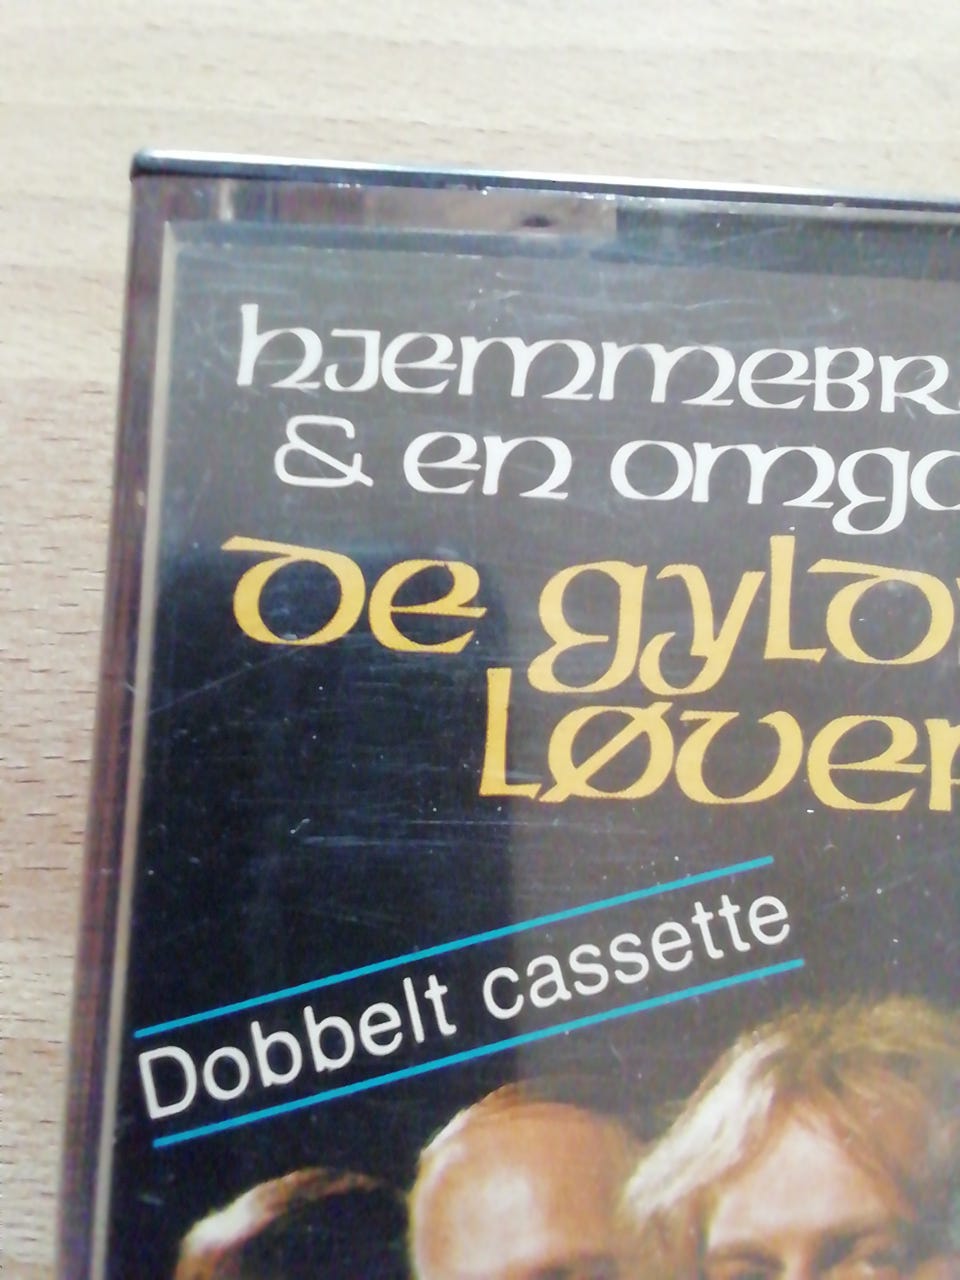 hjemmebr
& en omga
De gyld
Løver
Dobbelt cassette